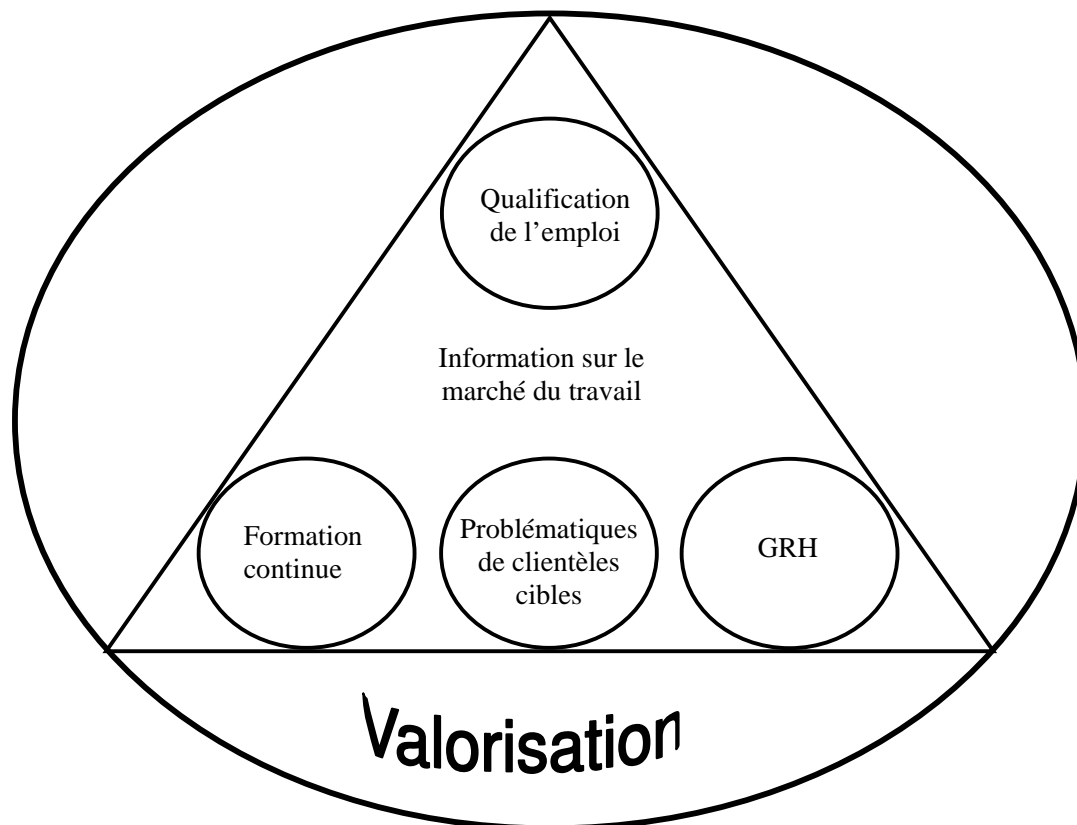 Qualification
de l’emploi
Information sur le
marché du travail
Formation
continue
Problématiques
de clientèles
cibles
GRH
Valorisation